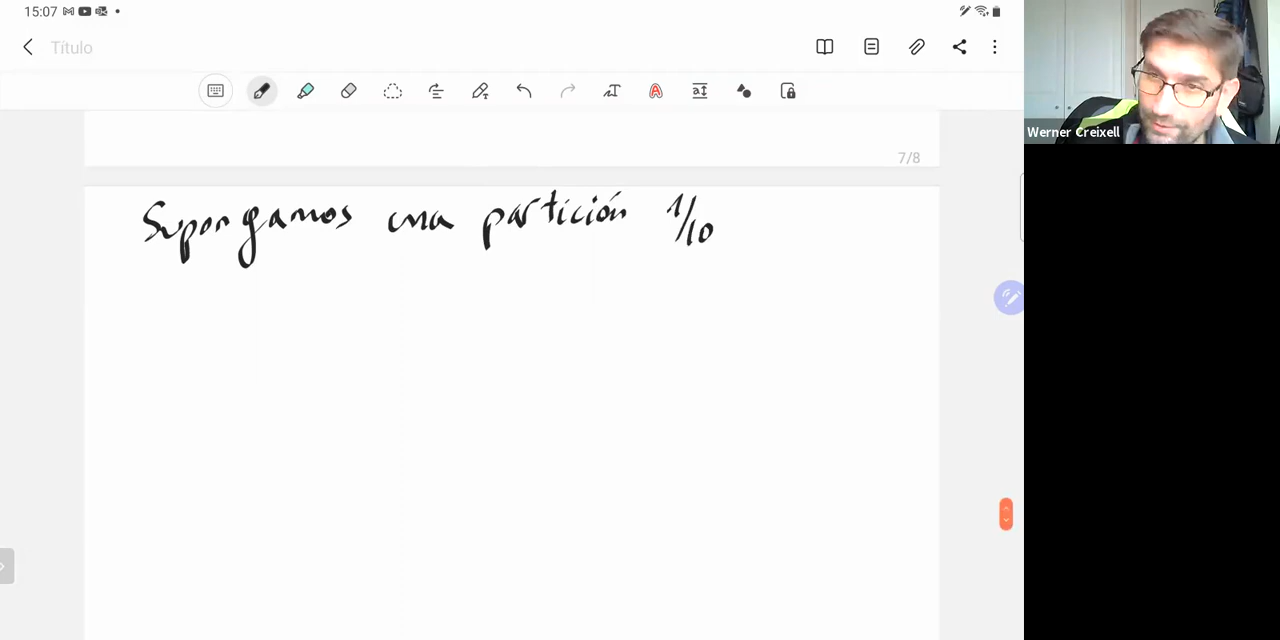 15:07
Título
7/8
Supongamos una partición 1/10
Werner Creixell